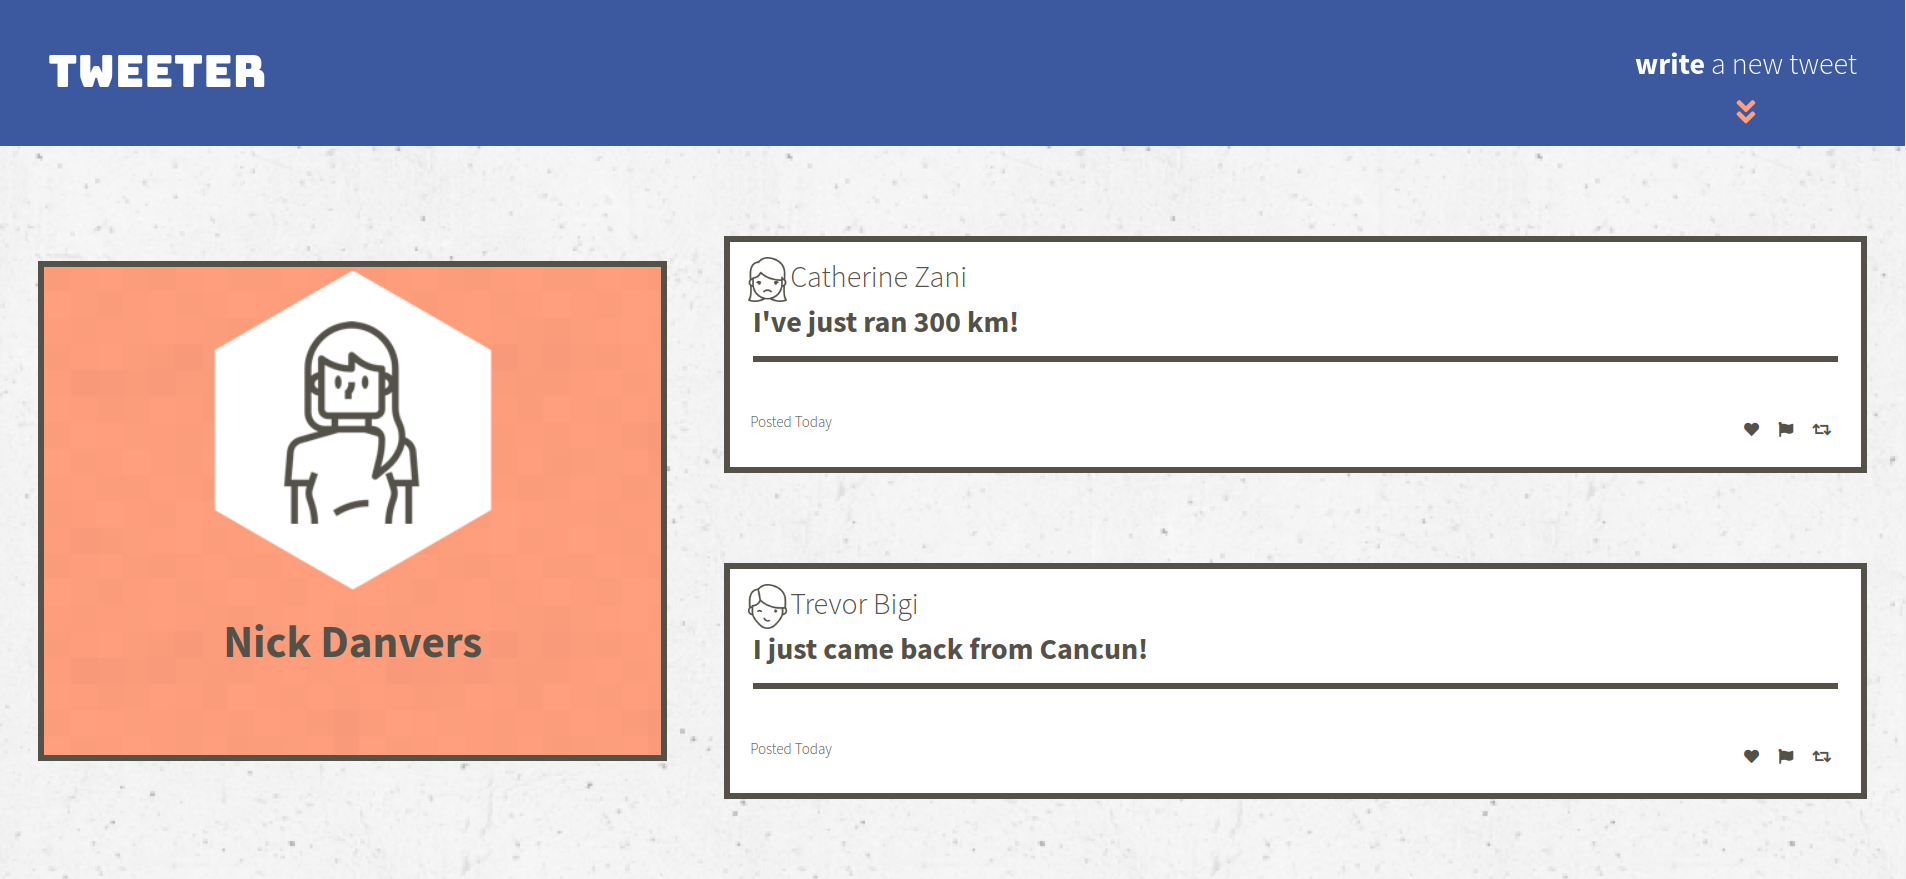 TWEETER
write a new tweet
Nick Danvers
Catherine Zani
I've just ran 300 km!
Posted Today
Trevor Bigi
I just came back from Cancun!
Posted Today